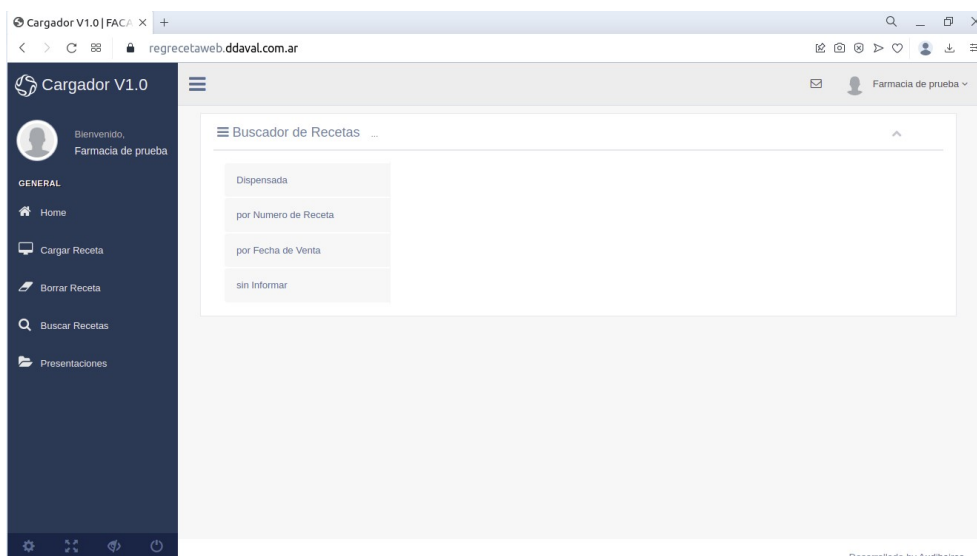 Cargador V1.0 | FACA
regrecetaweb.ddaval.com.ar
Cargador V1.0
Farmacia de prueba
Bienvenido,
Farmacia de prueba
GENERAL
Home
Cargar Receta
Borrar Receta
Buscar Recetas
Presentaciones
Buscador de Recetas ...
Dispensada
por Numero de Receta
por Fecha de Venta
sin Informar